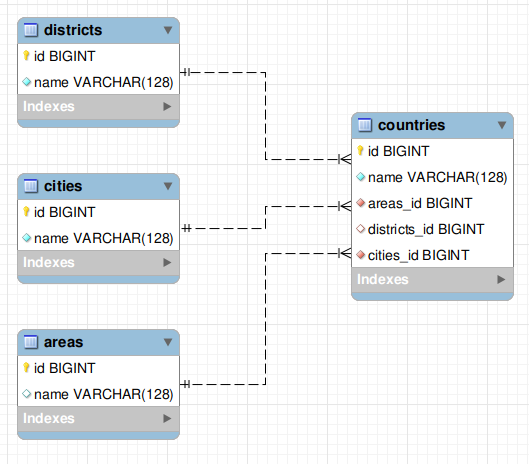 districts
id BIGINT
name VARCHAR(128)
Indexes
cities
id BIGINT
name VARCHAR(128)
Indexes
areas
id BIGINT
name VARCHAR(128)
Indexes
countries
id BIGINT
name VARCHAR(128)
areas_id BIGINT
districts_id BIGINT
cities_id BIGINT
Indexes